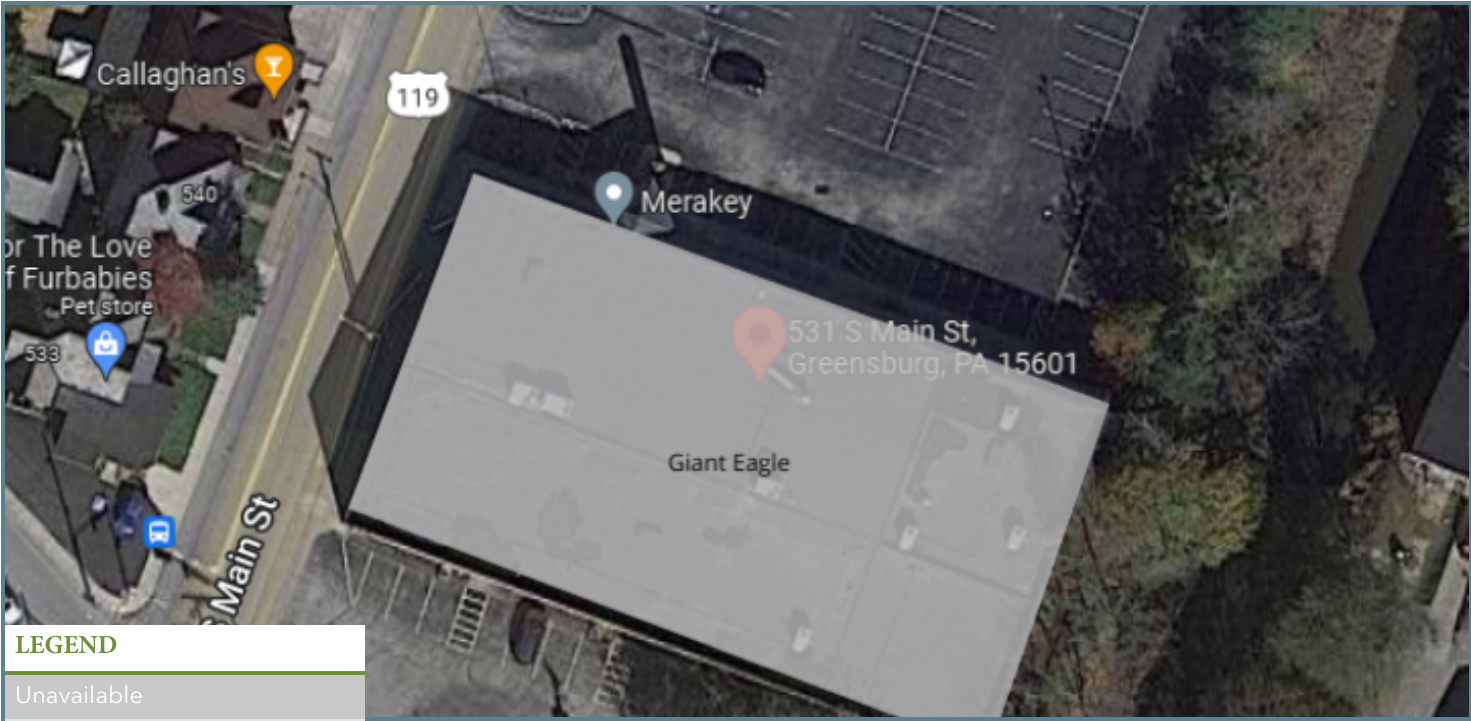 Callaghan's
119
540
Merakey
or The Love
f Furbabies
Pet store
533
531 S Main St,
Greensburg, PA 15601
Giant Eagle
S Main St
LEGEND
Unavailable